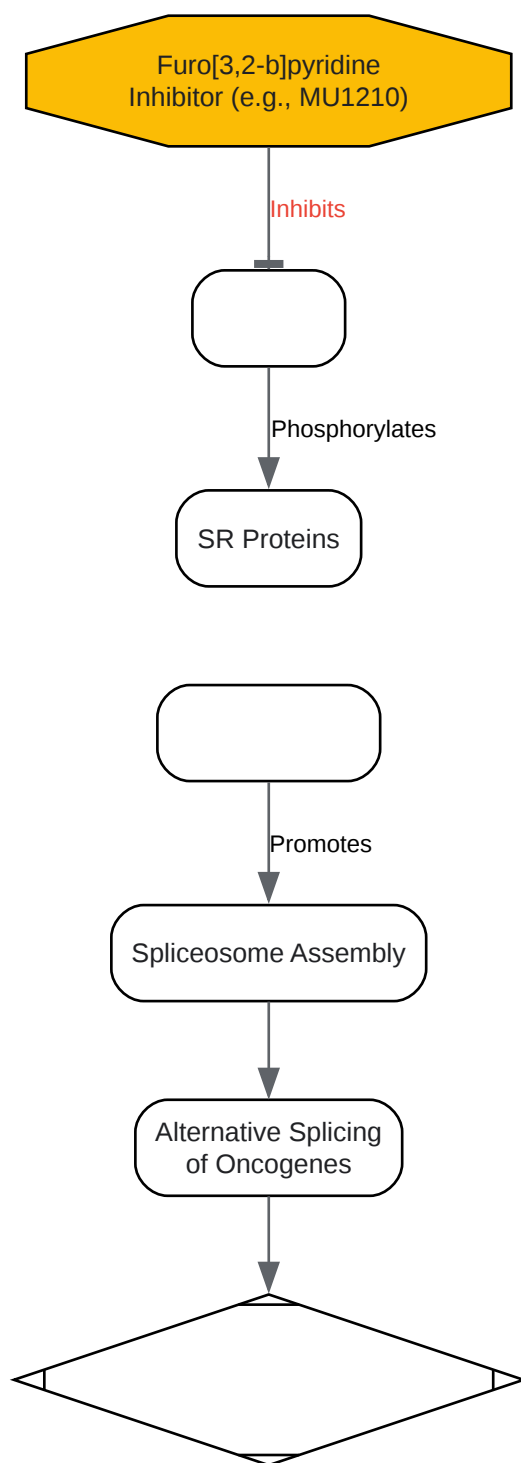 Furo[3,2-b]pyridine
Inhibitor (e.g., MU1210)
Inhibits
Phosphorylates
SR Proteins
Promotes
Spliceosome Assembly
Alternative Splicing
of Oncogenes